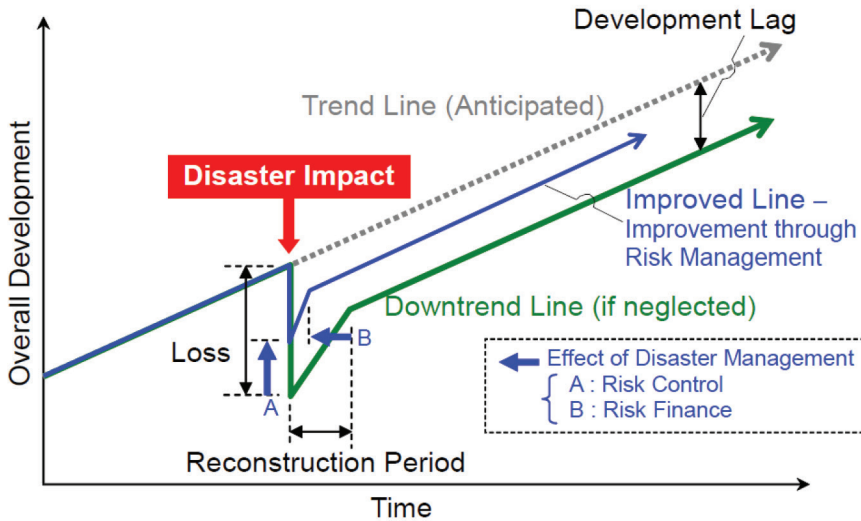 Development Lag
Trend Line (Anticipated)
Disaster Impact
Overall Development
Improved Line –
Improvement through
Risk Management
Downtrend Line (if neglected)
Loss
A
B
Effect of Disaster Management
A : Risk Control
B : Risk Finance
Reconstruction Period
Time